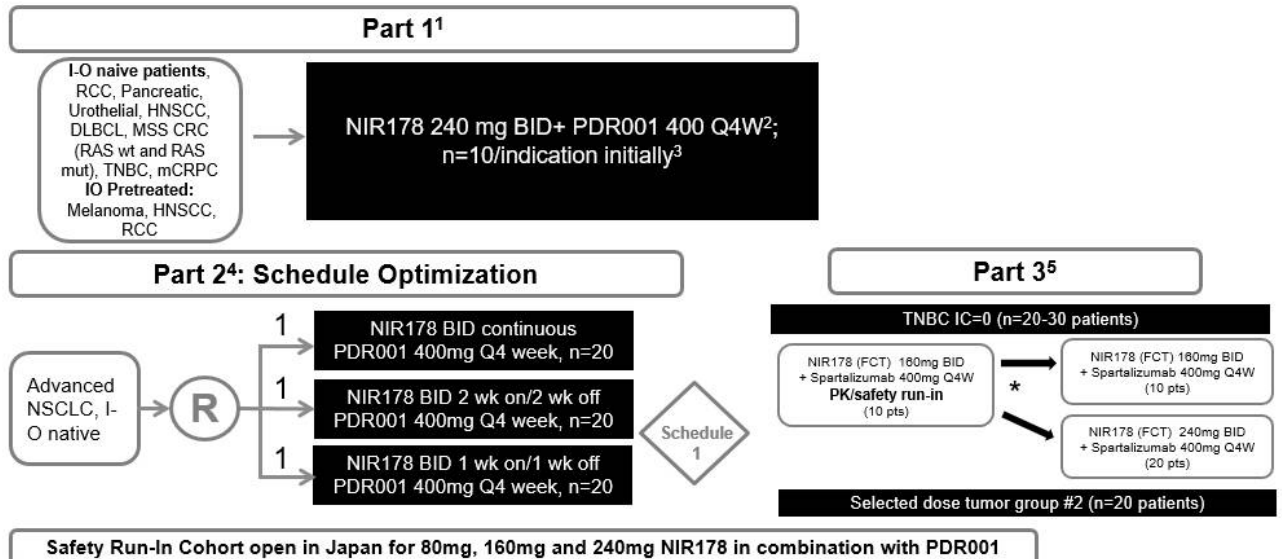 Part 1¹
I-O naive patients,
RCC, Pancreatic,
Urothelial, HNSCC,
DLBCL, MSS CRC
(RAS wt and RAS
mut), TNBC, mCRPC
IO Pretreated:
Melanoma, HNSCC,
RCC
NIR178 240 mg BID+ PDR001 400 Q4W²;
n=10/indication initially³
Part 2⁴: Schedule Optimization
Advanced
NSCLC, I-
O native
R
1
NIR178 BID continuous
PDR001 400mg Q4 week, n=20
1
NIR178 BID 2 wk on/2 wk off
PDR001 400mg Q4 week, n=20
1
NIR178 BID 1 wk on/1 wk off
PDR001 400mg Q4 week, n=20
Schedule
1
Part 3⁵
TNBC IC=0 (n=20-30 patients)
NIR178 (FCT) 160mg BID
+ Spartalizumab 400mg Q4W
PK/safety run-in
(10 pts)
*
NIR178 (FCT) 160mg BID
+ Spartalizumab 400mg Q4W
(10 pts)
NIR178 (FCT) 240mg BID
+ Spartalizumab 400mg Q4W
(20 pts)
Selected dose tumor group #2 (n=20 patients)
Safety Run-In Cohort open in Japan for 80mg, 160mg and 240mg NIR178 in combination with PDR001